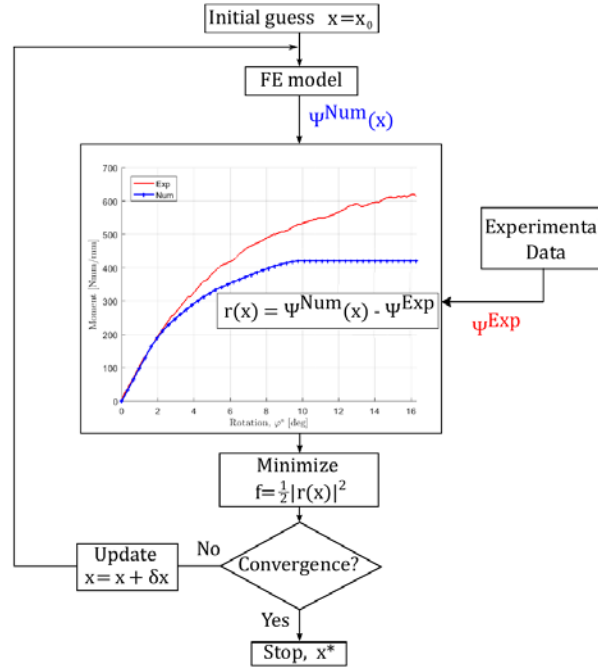 Initial guess x=x₀
FE model
Ψ^Num(x)
Exp
Num
700
600
500
400
300
200
100
0
Moment [Nmm/mm]
0 2 4 6 8 10 12 14 16
Rotation, φˢ [deg]
r(x) = Ψ^Num(x) - Ψ^Exp
Experimenta
Data
Ψ^Exp
Minimize
f=½|r(x)|²
Convergence?
No
Update
x= x + δx
Yes
Stop, x*